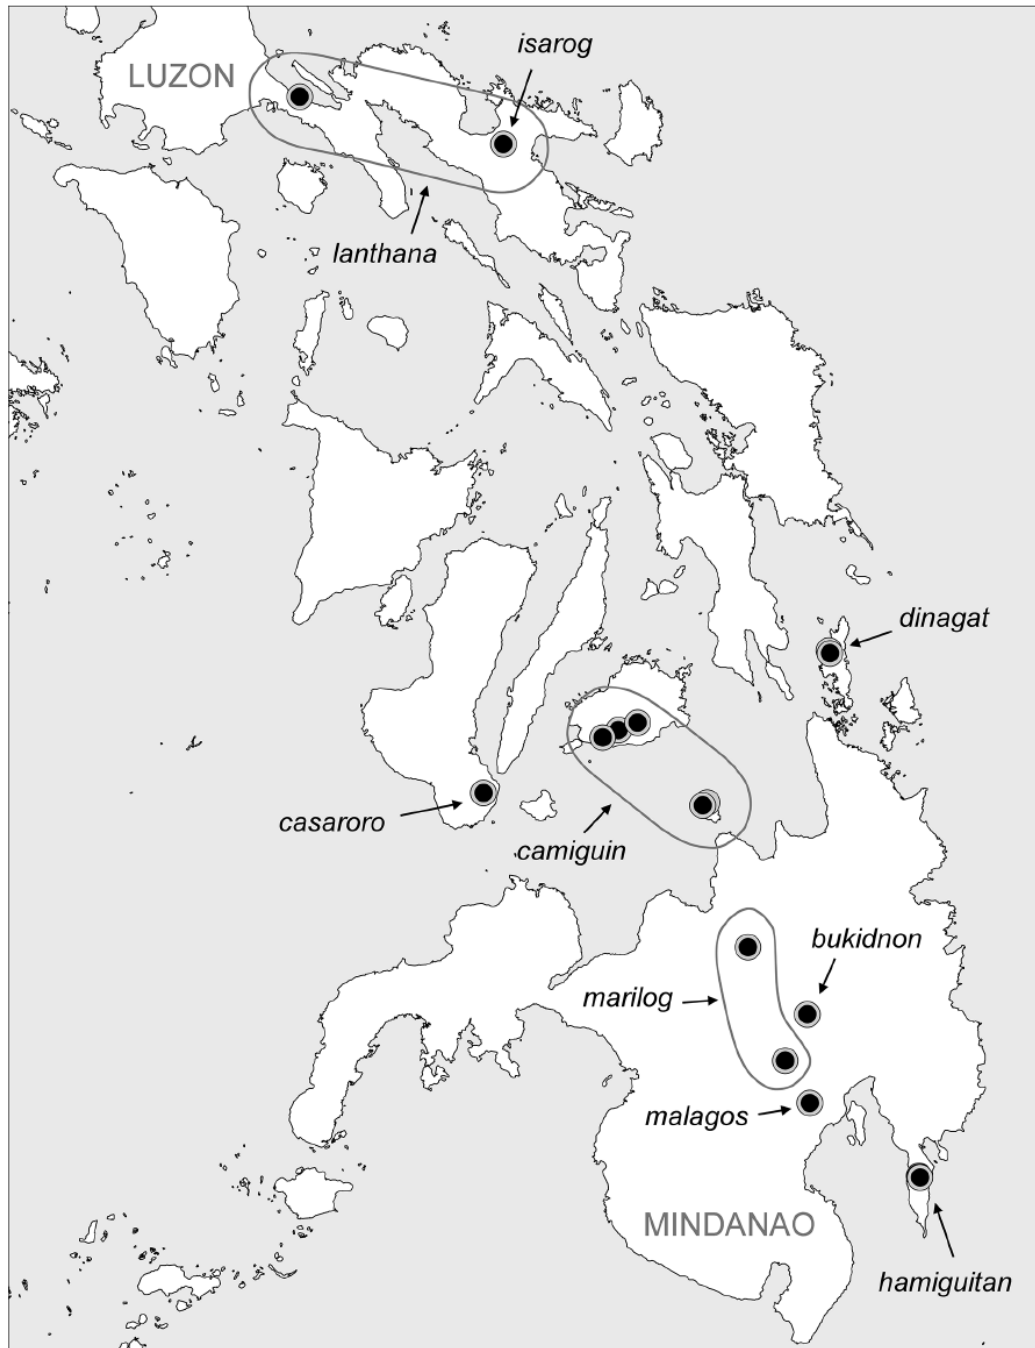 isarog
LUZON
lanthana
dinagat
casaroro
camiguin
bukidnon
marilog
malagos
MINDANAO
hamiguitan